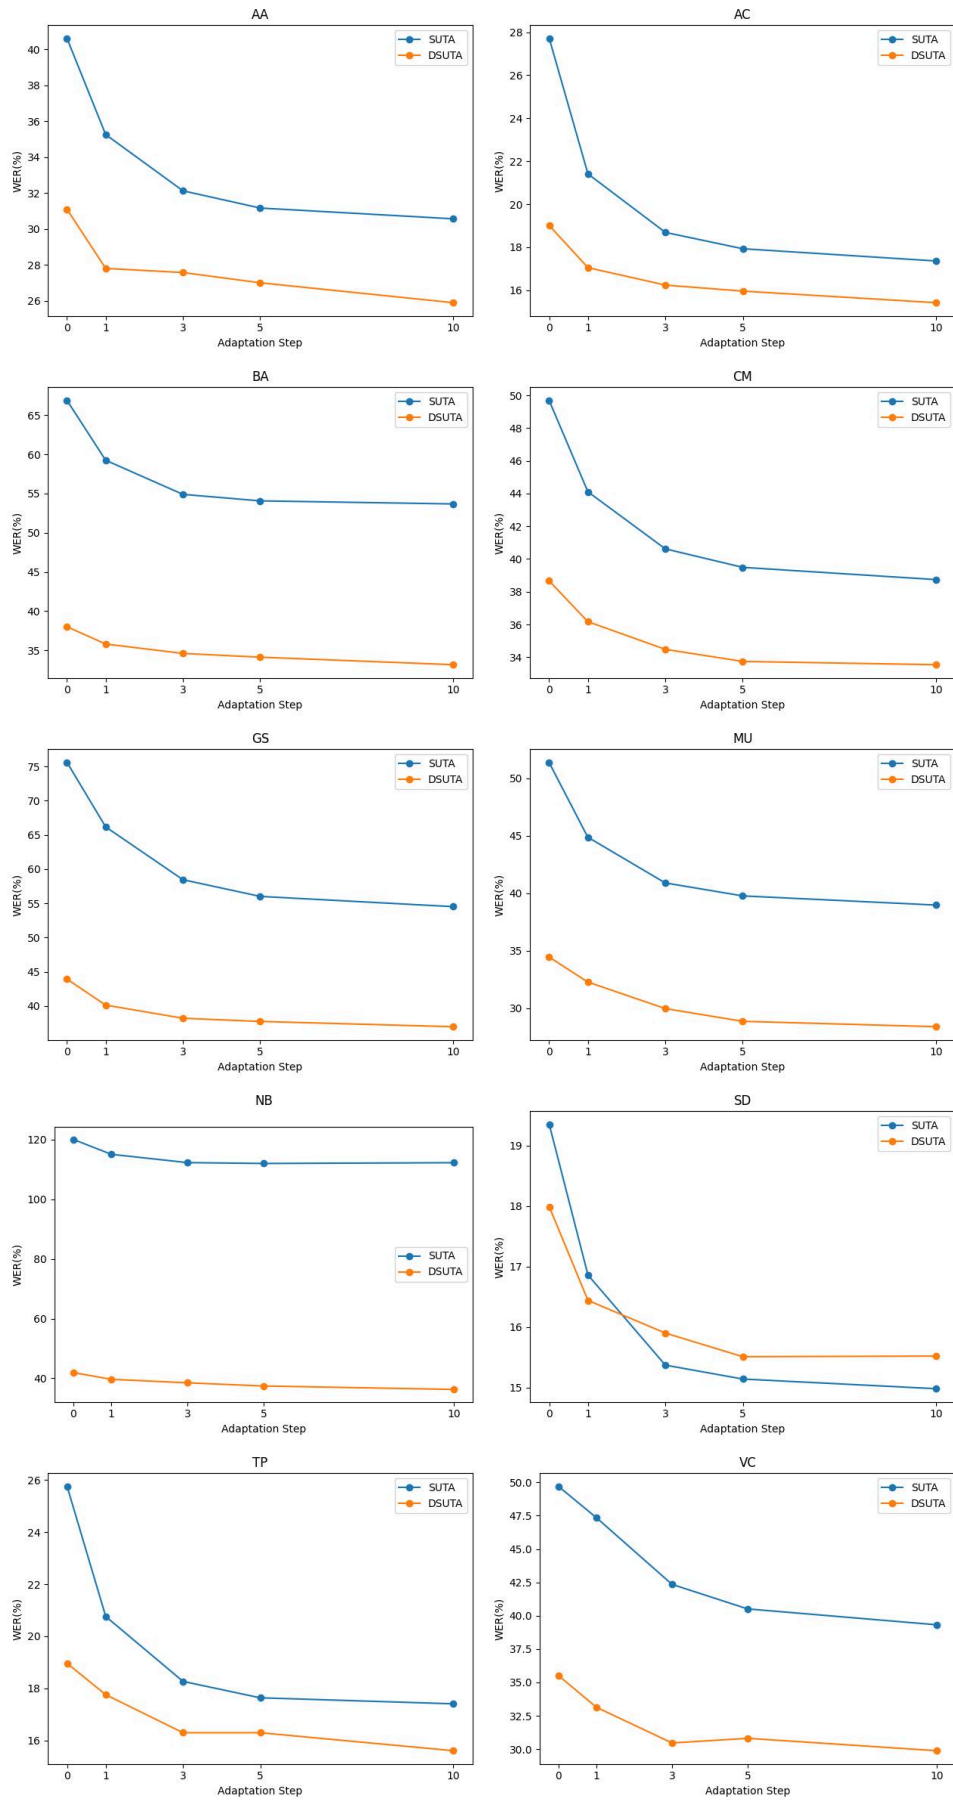 AA
40
38
36
34
32
30
28
26
WER(%)
SUTA
DSUTA
0 1 3 5 10
Adaptation Step
AC
28
26
24
22
20
18
16
WER(%)
SUTA
DSUTA
0 1 3 5 10
Adaptation Step
BA
65
60
55
50
45
40
35
WER(%)
SUTA
DSUTA
0 1 3 5 10
Adaptation Step
CM
50
48
46
44
42
40
38
36
34
WER(%)
SUTA
DSUTA
0 1 3 5 10
Adaptation Step
GS
75
70
65
60
55
50
45
40
WER(%)
SUTA
DSUTA
0 1 3 5 10
Adaptation Step
MU
50
45
40
35
30
WER(%)
SUTA
DSUTA
0 1 3 5 10
Adaptation Step
NB
120
100
80
60
40
WER(%)
SUTA
DSUTA
0 1 3 5 10
Adaptation Step
SD
19
18
17
16
15
WER(%)
SUTA
DSUTA
0 1 3 5 10
Adaptation Step
TP
26
24
22
20
18
16
WER(%)
SUTA
DSUTA
0 1 3 5 10
Adaptation Step
VC
50.0
47.5
45.0
42.5
40.0
37.5
35.0
32.5
30.0
WER(%)
SUTA
DSUTA
0 1 3 5 10
Adaptation Step